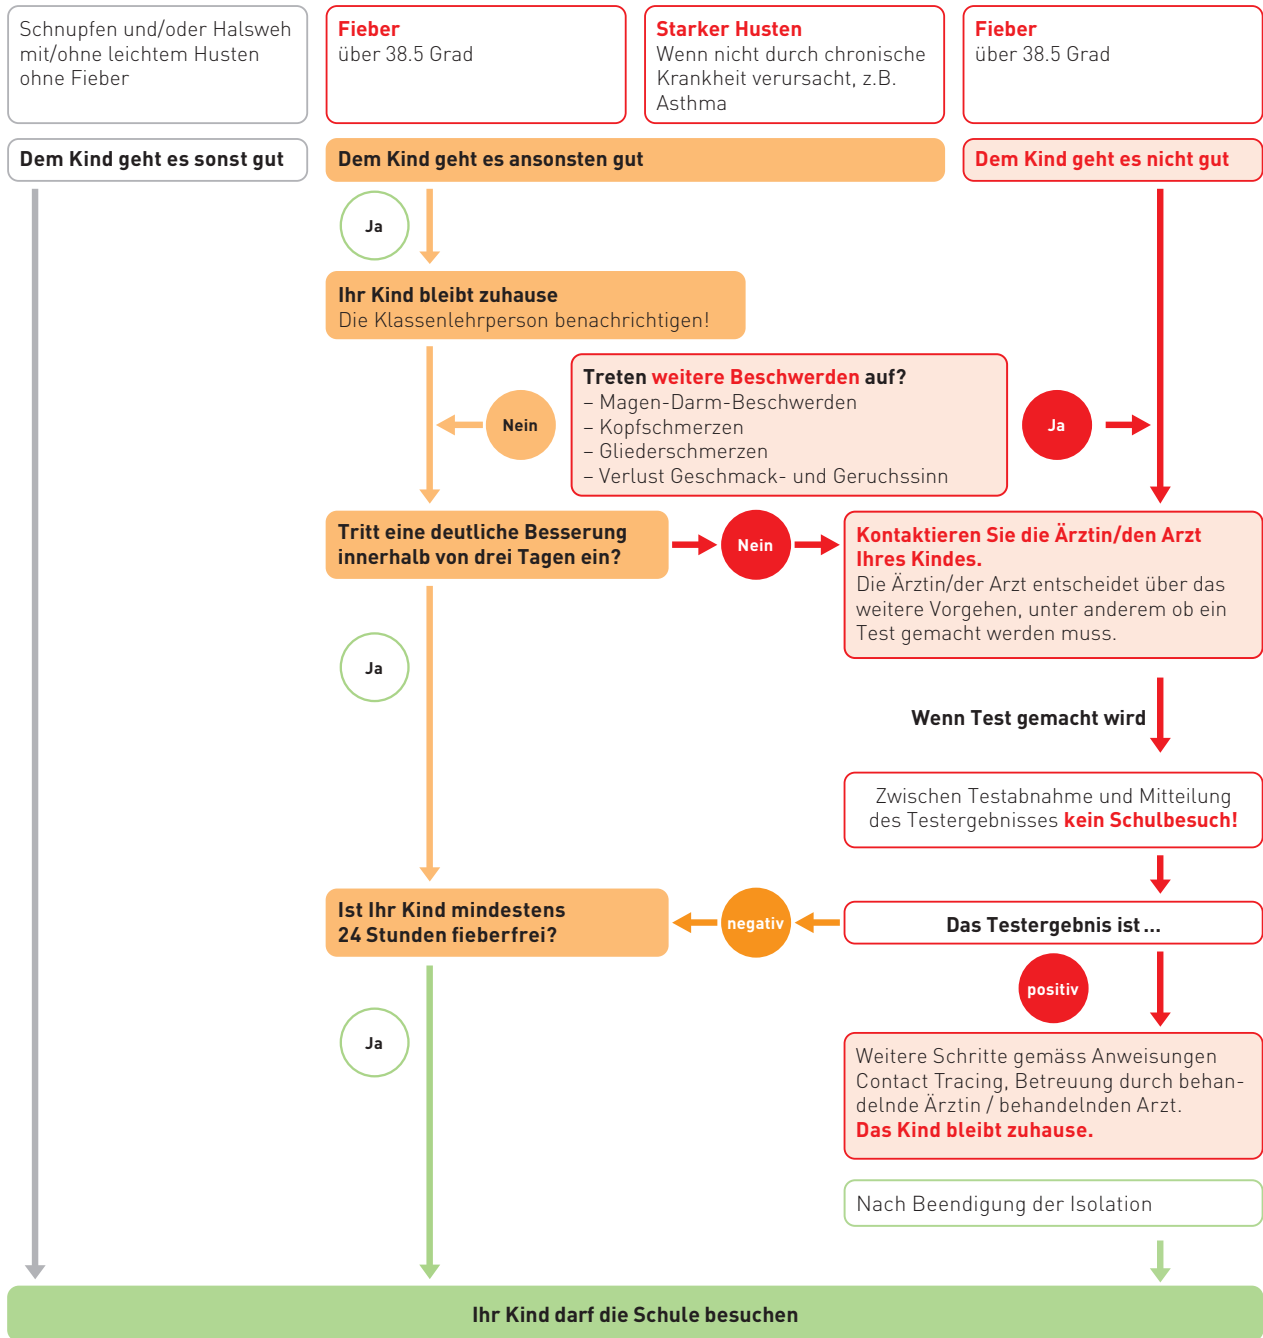 Schnupfen und/oder Halsweh
mit/ohne leichtem Husten
ohne Fieber
Fieber
über 38.5 Grad
Starker Husten
Wenn nicht durch chronische
Krankheit verursacht, z.B.
Asthma
Fieber
über 38.5 Grad
Dem Kind geht es sonst gut
Dem Kind geht es ansonsten gut
Dem Kind geht es nicht gut
Ja
Ihr Kind bleibt zuhause
Die Klassenlehrperson benachrichtigen!
Treten weitere Beschwerden auf?
– Magen-Darm-Beschwerden
– Kopfschmerzen
– Gliederschmerzen
– Verlust Geschmack- und Geruchssinn
Nein
Ja
Tritt eine deutliche Besserung
innerhalb von drei Tagen ein?
Nein
Kontaktieren Sie die Ärztin/den Arzt
Ihres Kindes.
Die Ärztin/der Arzt entscheidet über das
weitere Vorgehen, unter anderem ob ein
Test gemacht werden muss.
Ja
Wenn Test gemacht wird
Zwischen Testabnahme und Mitteilung
des Testergebnisses kein Schulbesuch!
Ist Ihr Kind mindestens
24 Stunden fieberfrei?
negativ
Das Testergebnis ist ...
positiv
Ja
Weitere Schritte gemäss Anweisungen
Contact Tracing, Betreuung durch behan-
delnde Ärztin / behandelnden Arzt.
Das Kind bleibt zuhause.
Nach Beendigung der Isolation
Ihr Kind darf die Schule besuchen